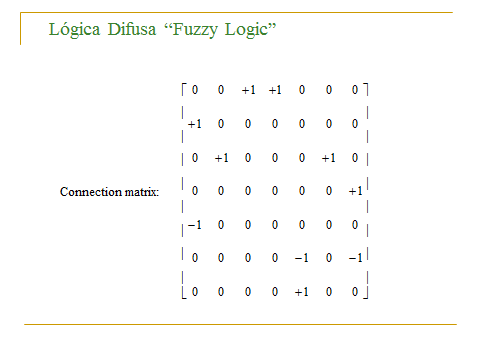 Lógica Difusa “Fuzzy Logic”
0 0 +1 +1 0 0 0
+1 0 0 0 0 0 0
0 +1 0 0 0 +1 0
Connection matrix: 0 0 0 0 0 0 +1
−1 0 0 0 0 0 0
0 0 0 0 −1 0 −1
0 0 0 0 +1 0 0